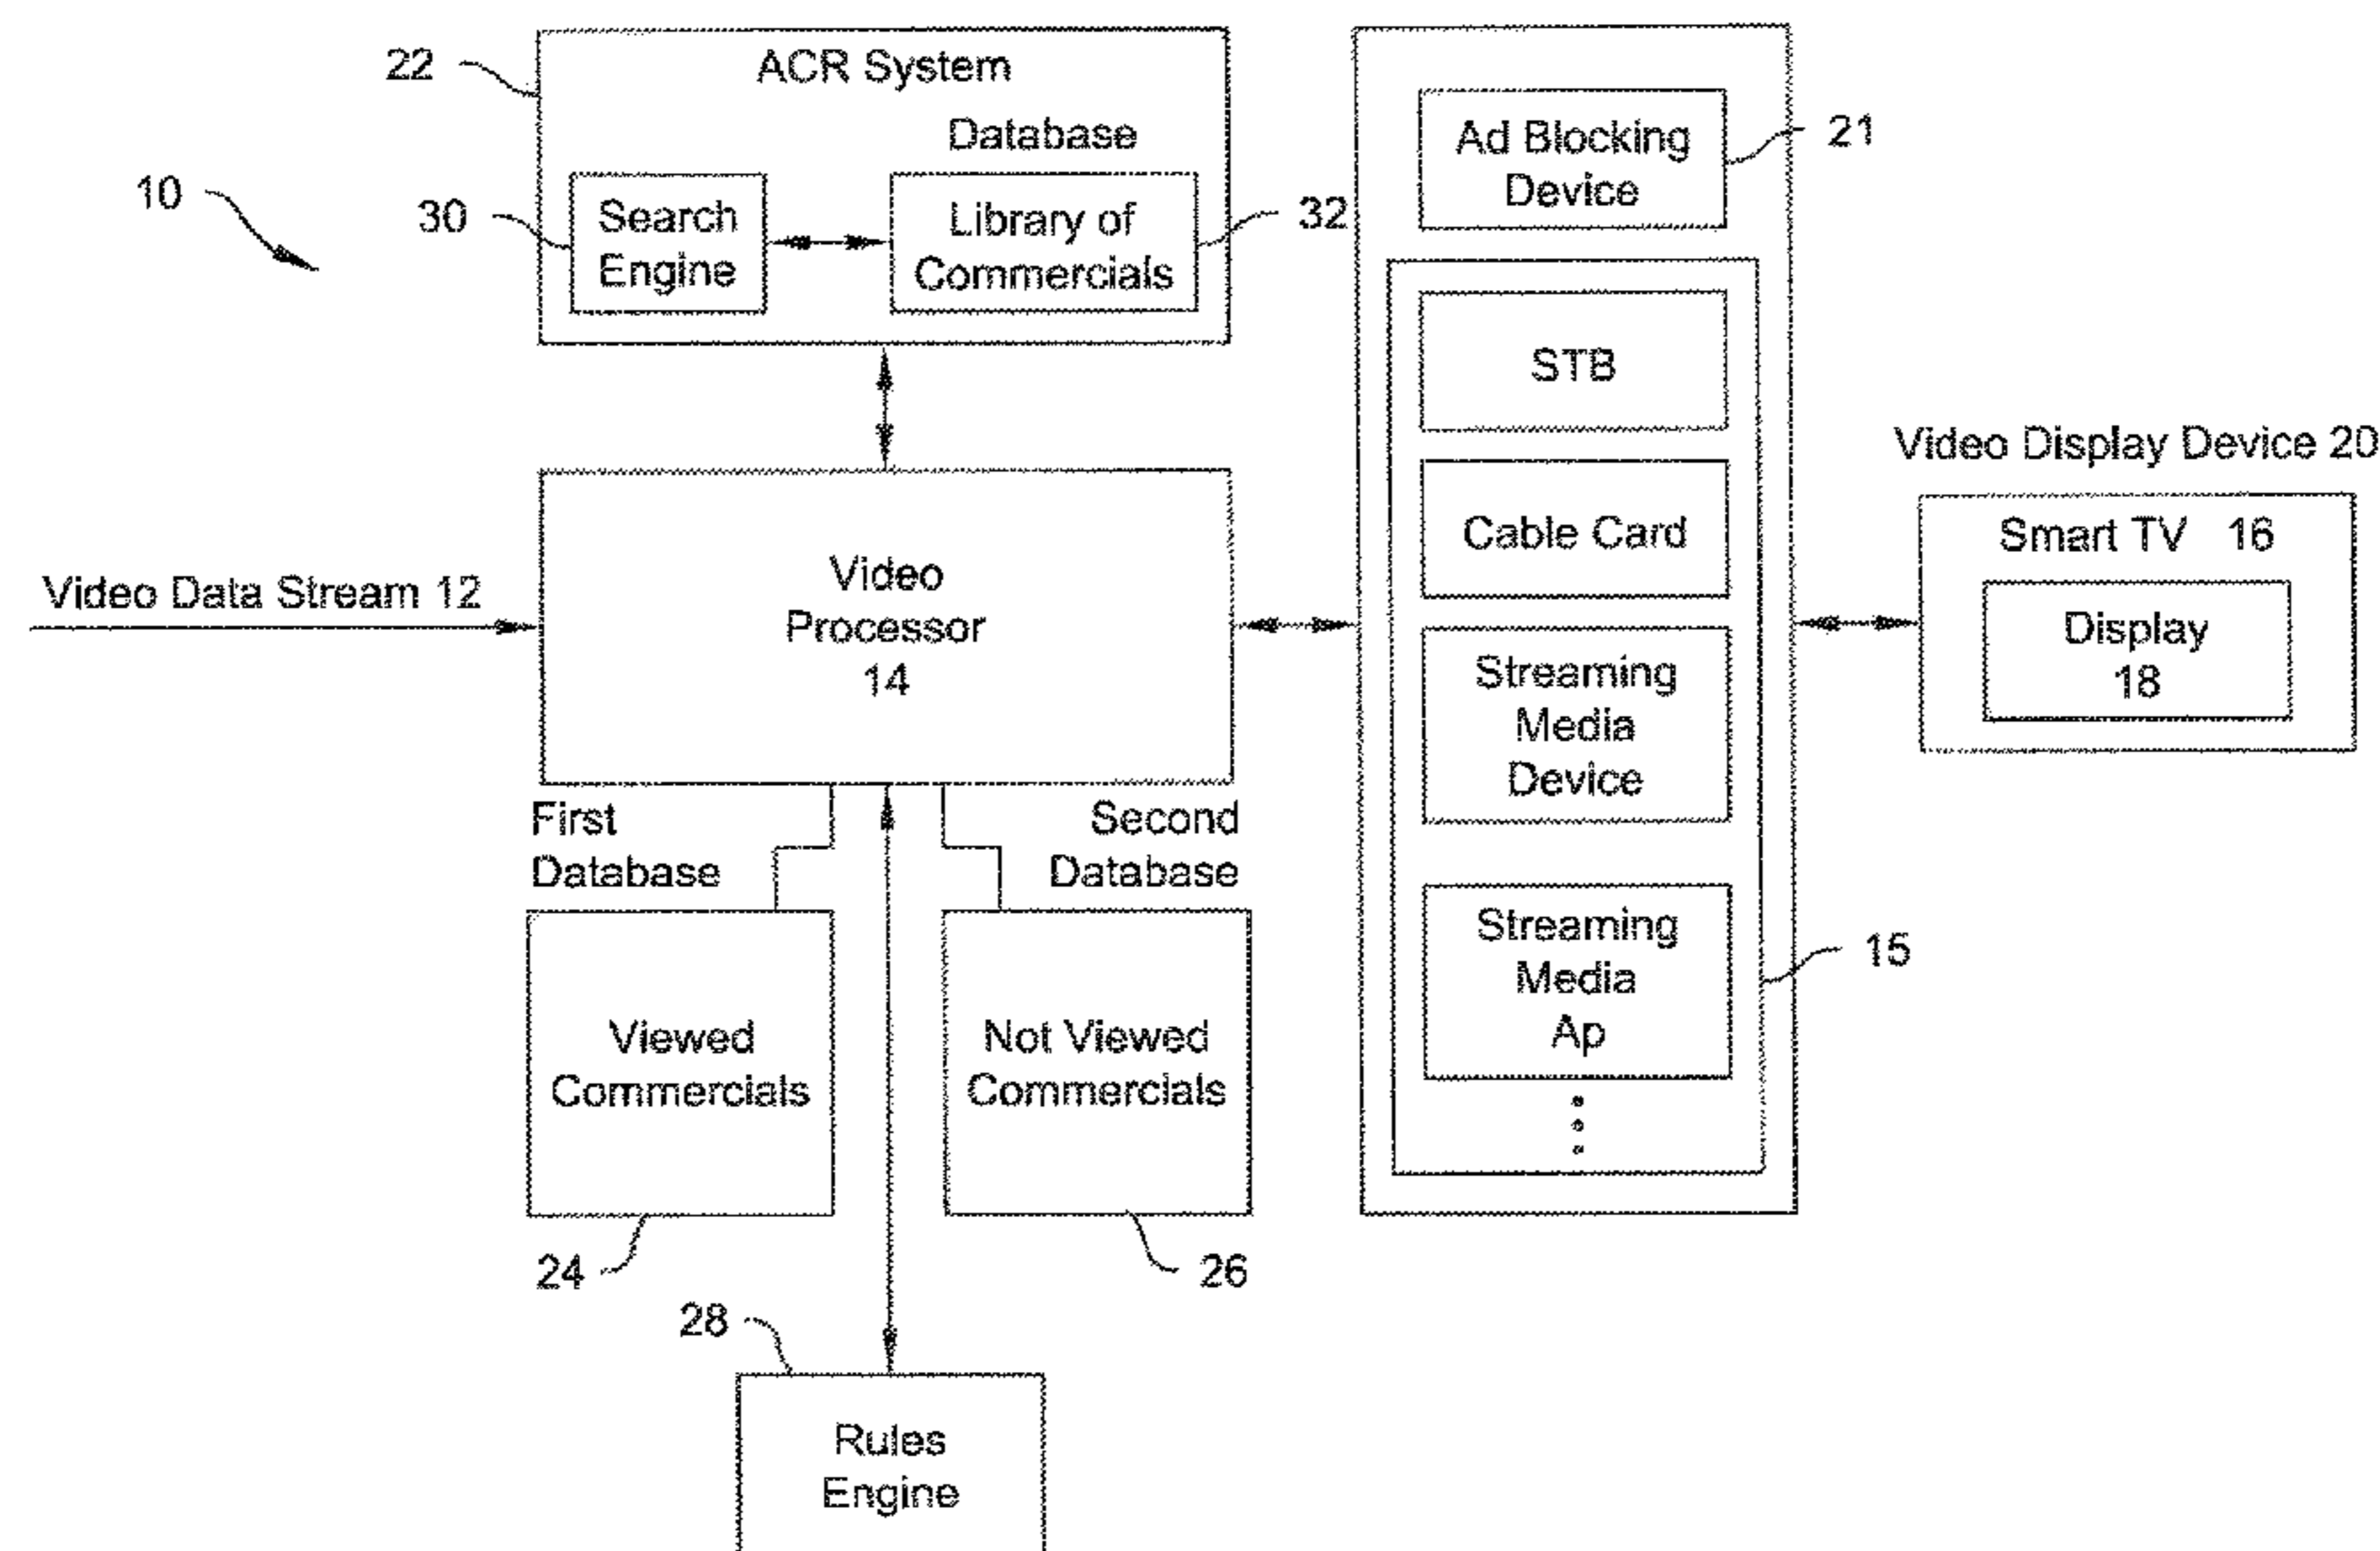 22
ACR System
Database
10
30
Search
Engine
Library of
Commercials
32
Ad Blocking
Device
21
STB
Cable Card
Streaming
Media
Device
Streaming
Media
Ap
15
Video Display Device 20
Smart TV 16
Display
18
Video Data Stream 12
Video
Processor
14
First
Database
Second
Database
Viewed
Commercials
Not Viewed
Commercials
24
26
28
Rules
Engine